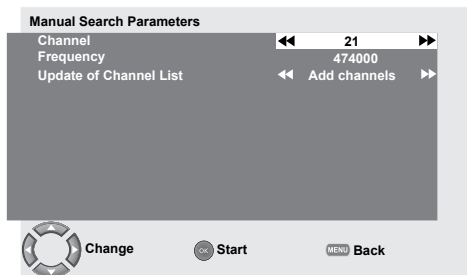 Manual Search Parameters
Channel 21
Frequency 474000
Update of Channel List Add channels
Change OK Start MENU Back